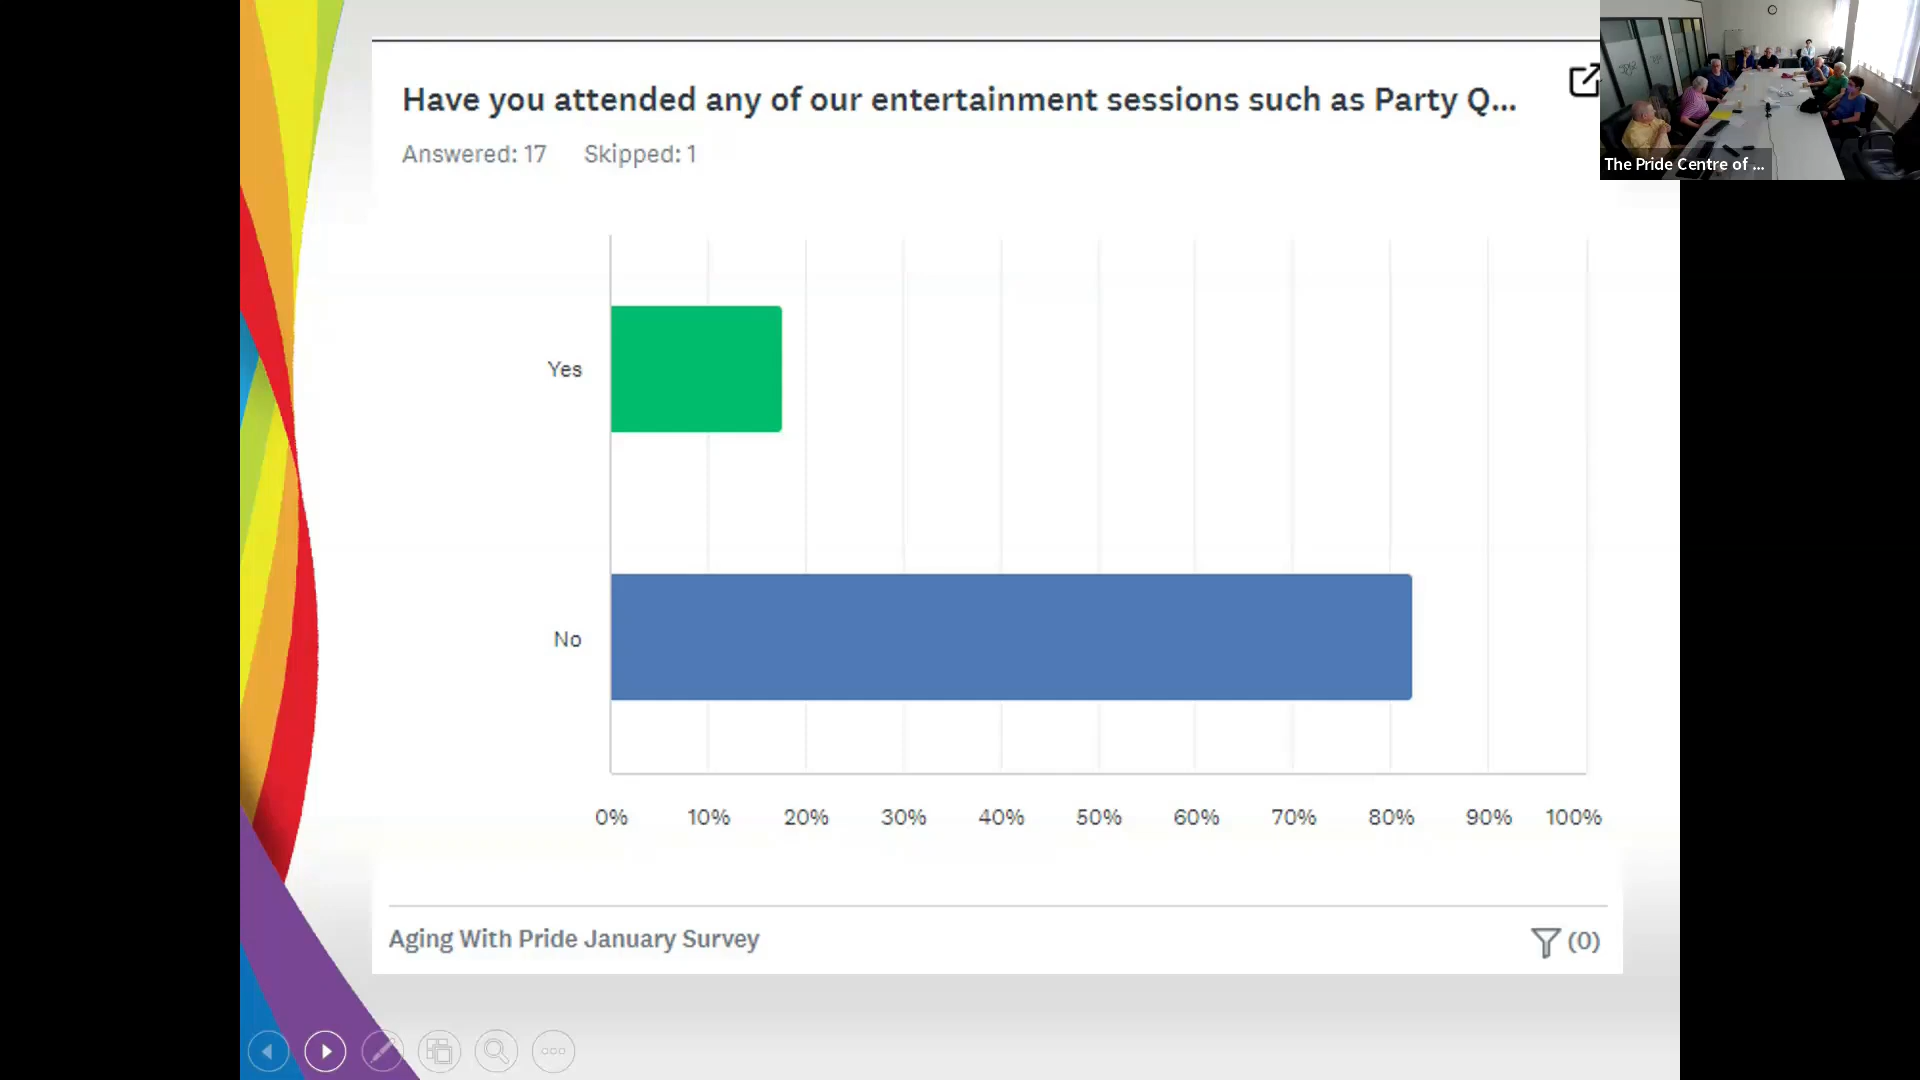 Have you attended any of our entertainment sessions such as Party Q...
Answered: 17 Skipped: 1
The Pride Centre of ...
Yes
No
0% 10% 20% 30% 40% 50% 60% 70% 80% 90% 100%
Aging With Pride January Survey
(0)